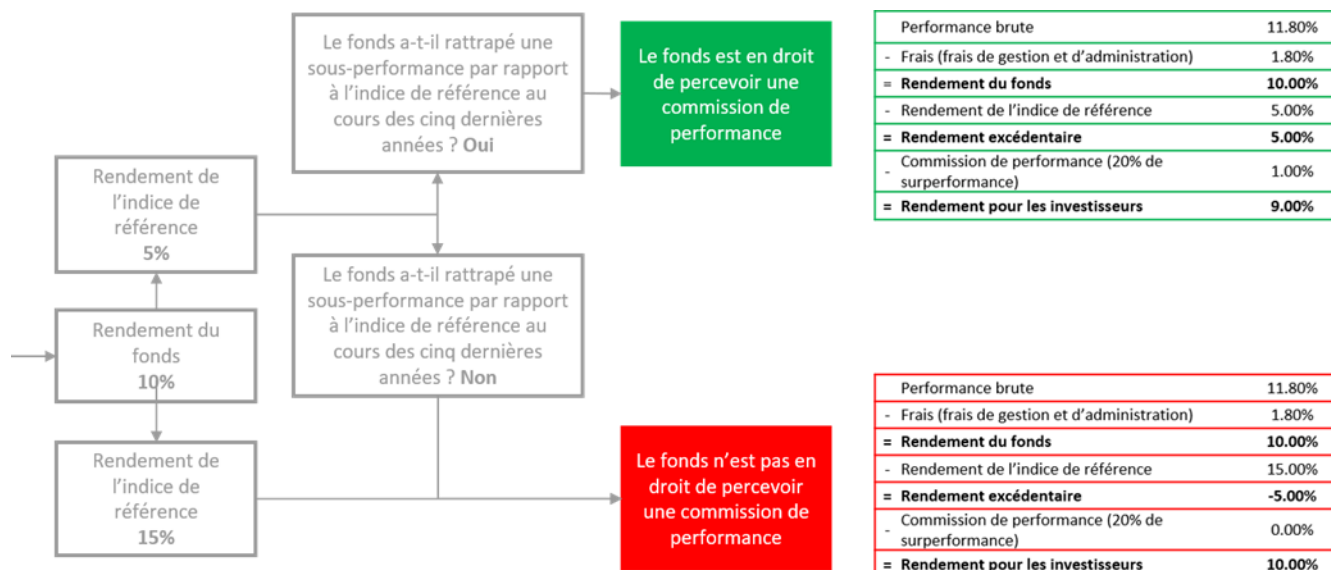 Le fonds a-t-il rattrapé une
sous-performance par rapport
à l'indice de référence au
cours des cinq dernières
années ? Oui
Le fonds est en droit
de percevoir une
commission de
performance
Rendement de
l'indice de
référence
5%
Le fonds a-t-il rattrapé une
sous-performance par rapport
à l'indice de référence au
cours des cinq dernières
années ? Non
Rendement du
fonds
10%
Rendement de
l'indice de
référence
15%
Le fonds n'est pas en
droit de percevoir
une commission de
performance
Performance brute 11.80%
- Frais (frais de gestion et d'administration) 1.80%
= Rendement du fonds 10.00%
- Rendement de l'indice de référence 5.00%
= Rendement excédentaire 5.00%
- Commission de performance (20% de
surperformance) 1.00%
= Rendement pour les investisseurs 9.00%
Performance brute 11.80%
- Frais (frais de gestion et d'administration) 1.80%
= Rendement du fonds 10.00%
- Rendement de l'indice de référence 15.00%
= Rendement excédentaire -5.00%
- Commission de performance (20% de
surperformance) 0.00%
= Rendement pour les investisseurs 10.00%